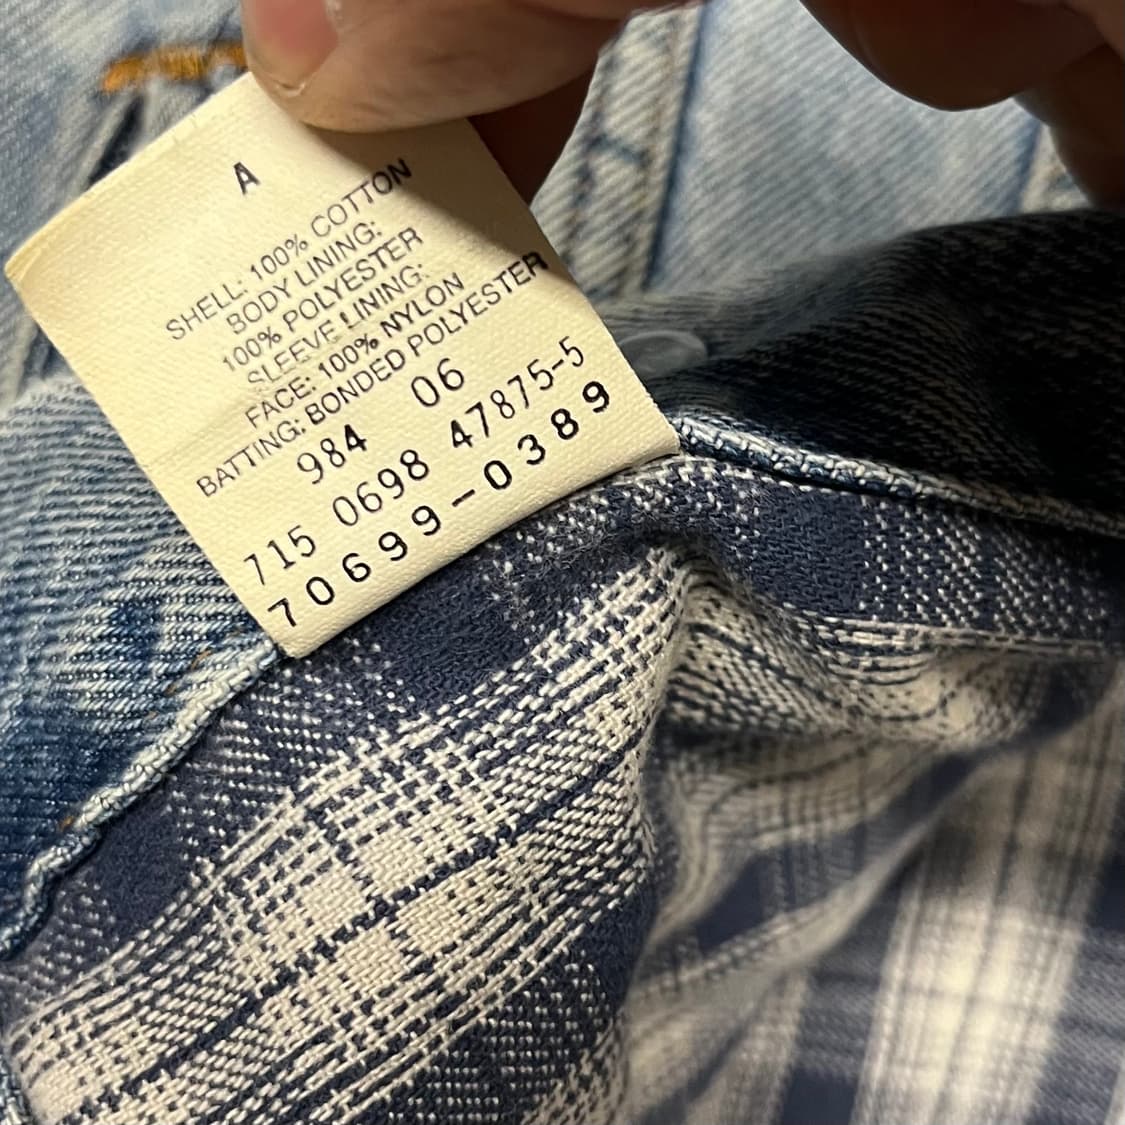 A
SHELL: 100% COTTON
BODY LINING:
100% POLYESTER
SLEEVE LINING:
FACE: 100% NYLON
BATTING: BONDED POLYESTER
984 06
715 0698 47875-5
70699-0389